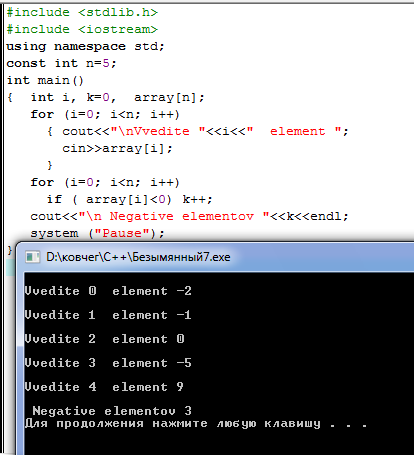 #include <stdlib.h>
#include <iostream>
using namespace std;
const int n=5;
int main()
{  int i, k=0,  array[n];
   for (i=0; i<n; i++)
     { cout<<"\nVvedite "<<i<<"  element ";
       cin>>array[i];
     }
   for (i=0; i<n; i++)
     if ( array[i]<0) k++;
   cout<<"\n Negative elementov "<<k<<endl;
   system ("Pause");
}
D:\ковчег\C++\Безымянный7.exe
Vvedite 0  element -2
Vvedite 1  element -1
Vvedite 2  element 0
Vvedite 3  element -5
Vvedite 4  element 9
 Negative elementov 3
Для продолжения нажмите любую клавишу . . .